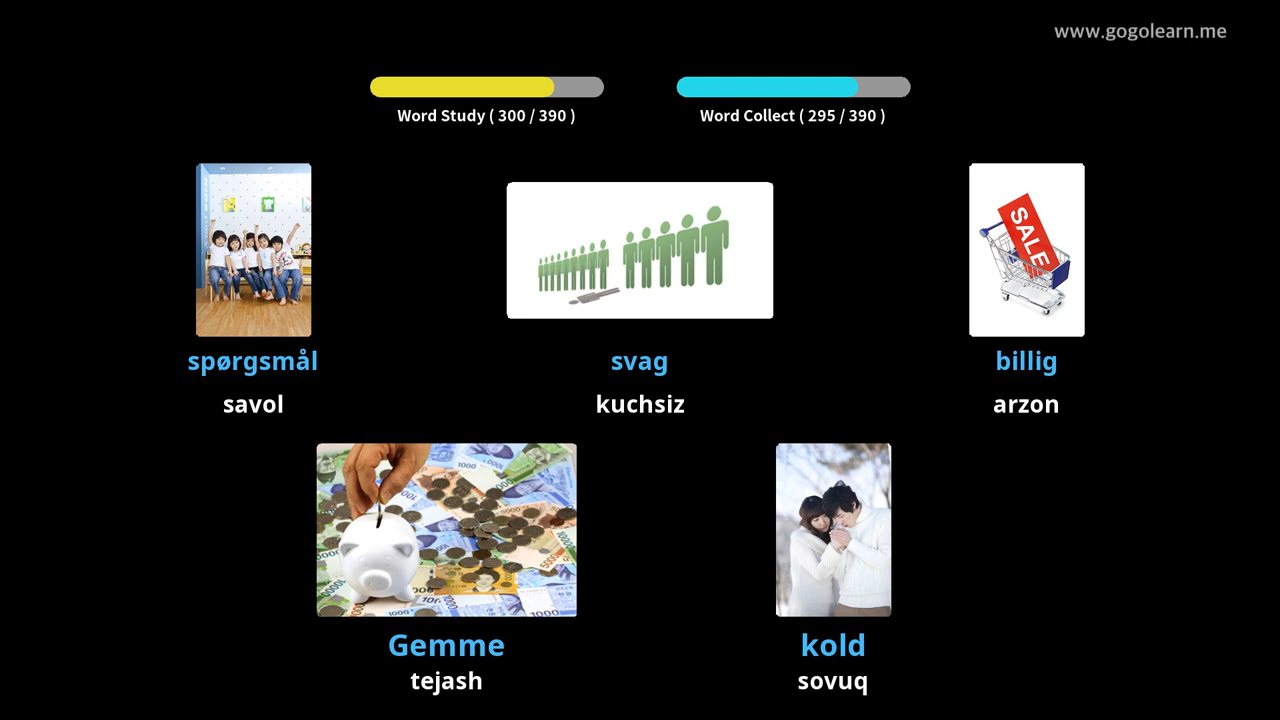 www.gogolearn.me
Word Study ( 300 / 390 )
Word Collect ( 295 / 390 )
SALE
spørgsmål
svag
billig
savol
kuchsiz
arzon
Gemme
kold
tejash
sovuq